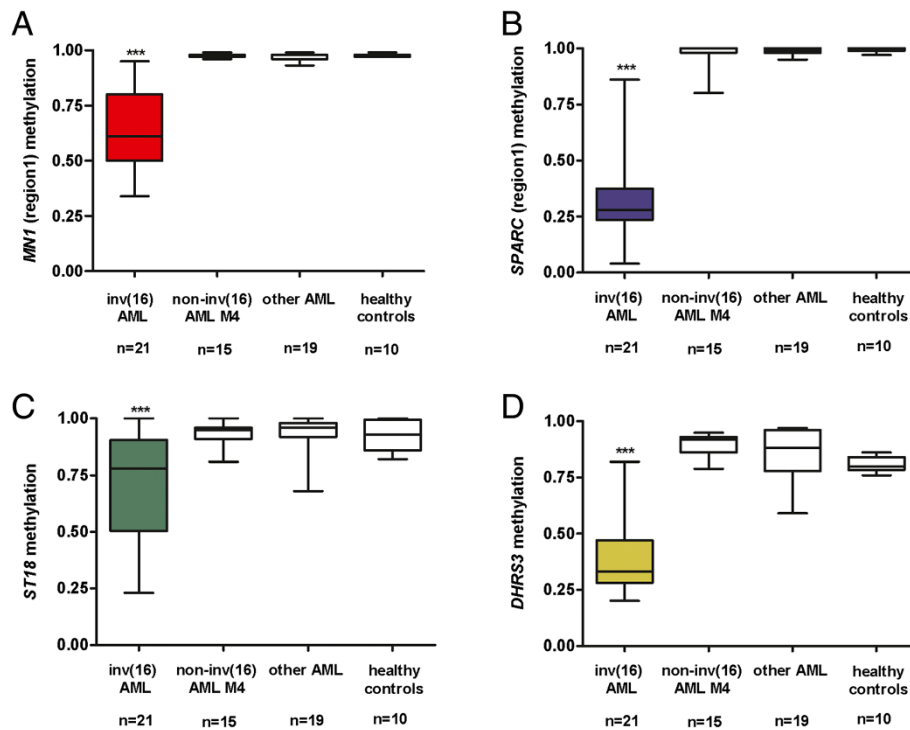 A
MN1 (region1) methylation
1.00
0.75
0.50
0.25
0.00
***
inv(16) AML
non-inv(16) AML M4
other AML
healthy controls
n=21
n=15
n=19
n=10
B
SPARC (region1) methylation
1.00
0.75
0.50
0.25
0.00
***
inv(16) AML
non-inv(16) AML M4
other AML
healthy controls
n=21
n=15
n=19
n=10
C
ST18 methylation
1.00
0.75
0.50
0.25
0.00
***
inv(16) AML
non-inv(16) AML M4
other AML
healthy controls
n=21
n=15
n=19
n=10
D
DHRS3 methylation
1.00
0.75
0.50
0.25
0.00
***
inv(16) AML
non-inv(16) AML M4
other AML
healthy controls
n=21
n=15
n=19
n=10